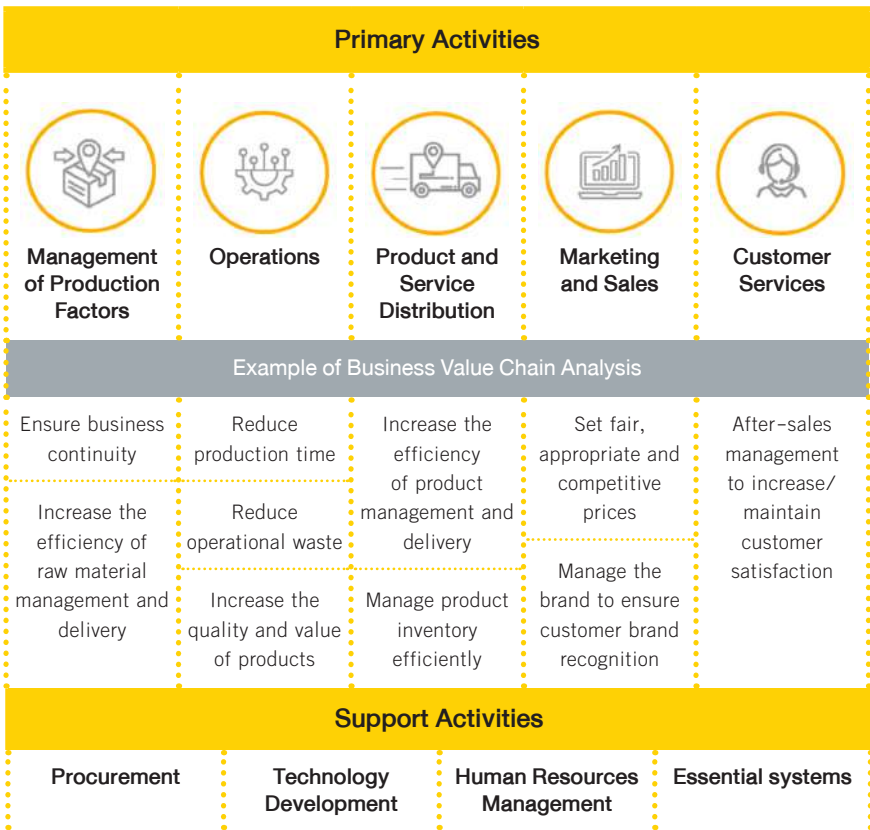 Primary Activities
Management
of Production
Factors
Operations
Product and
Service
Distribution
Marketing
and Sales
Customer
Services
Example of Business Value Chain Analysis
Ensure business
continuity
Increase the
efficiency of
raw material
management and
delivery
Reduce
production time
Reduce
operational waste
Increase the
quality and value
of products
Increase the
efficiency
of product
management and
delivery
Manage product
inventory
efficiently
Set fair,
appropriate and
competitive
prices
Manage the
brand to ensure
customer brand
recognition
After-sales
management
to increase/
maintain
customer
satisfaction
Support Activities
Procurement
Technology
Development
Human Resources
Management
Essential systems